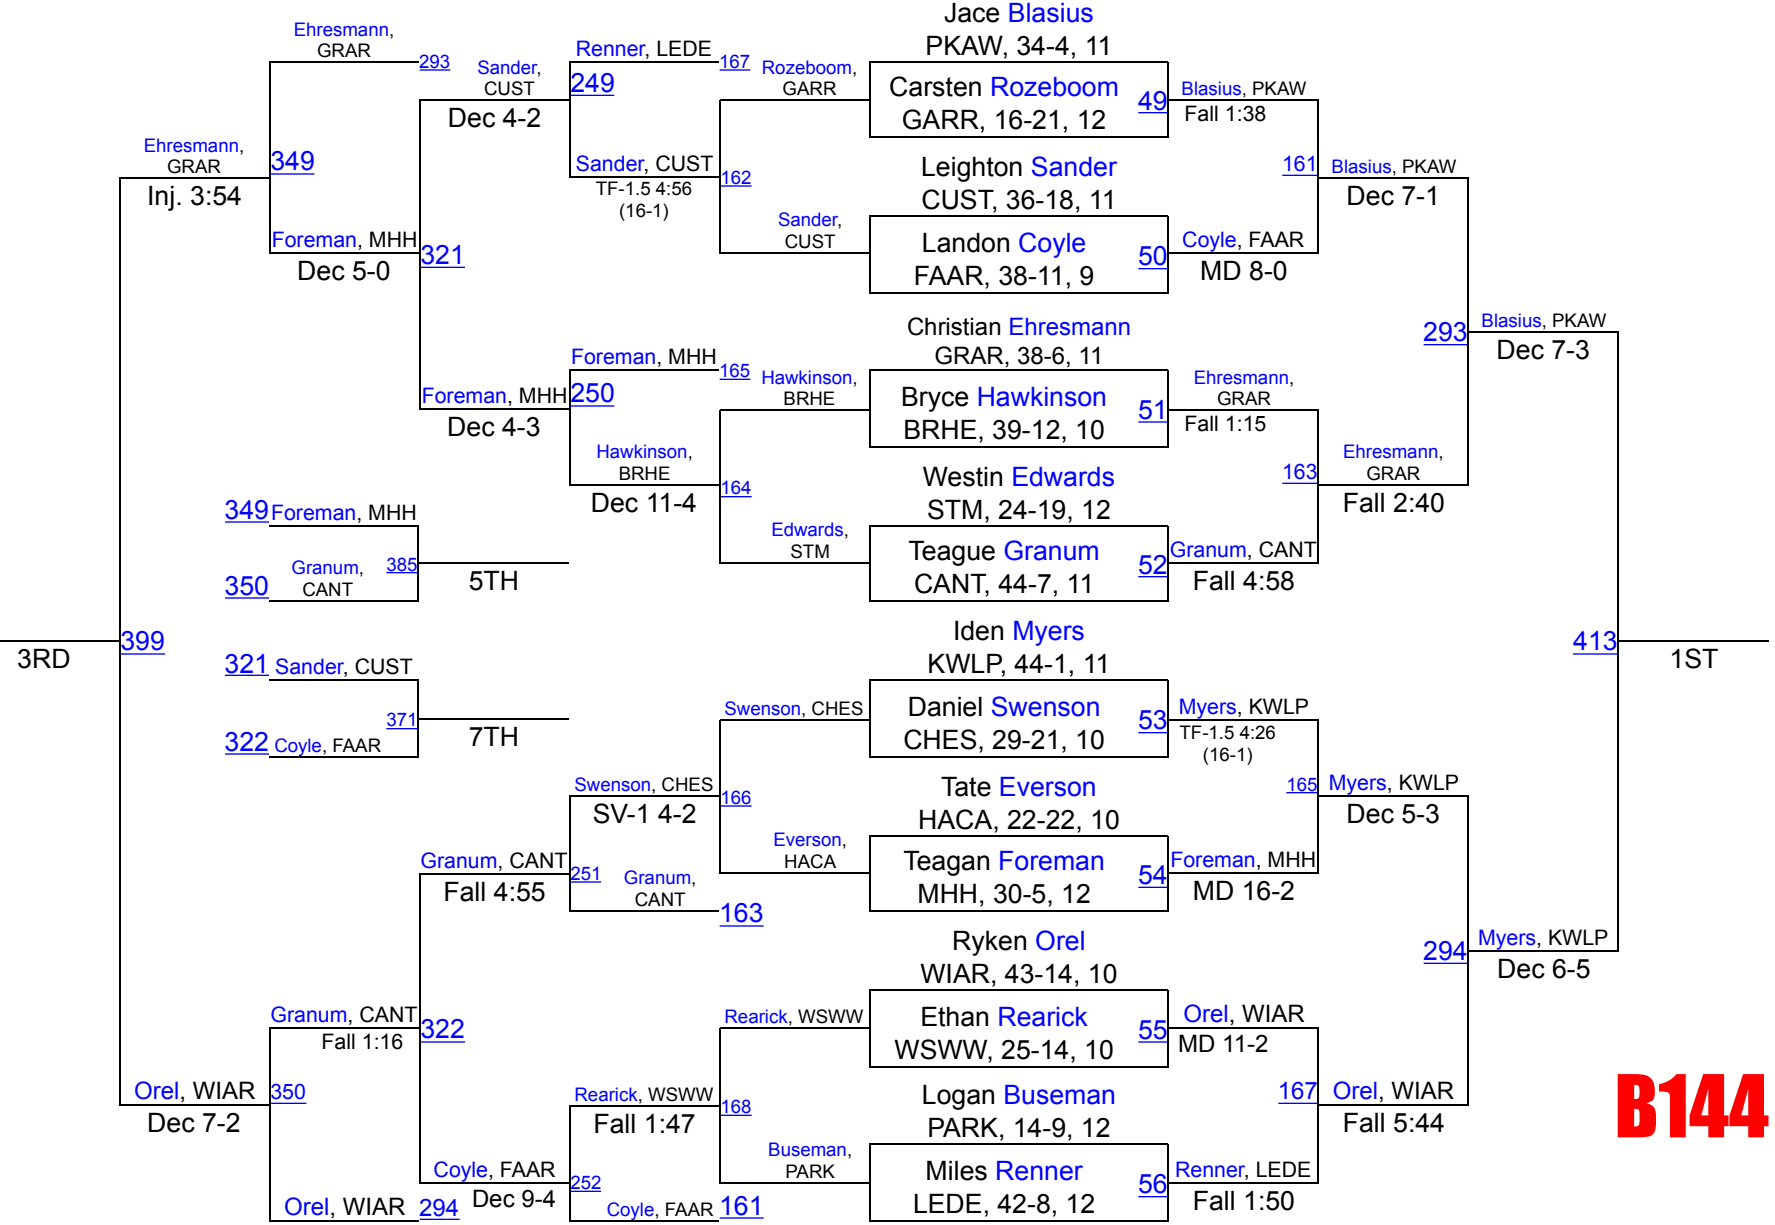 Jace Blasius
PKAW, 34-4, 11
Carsten Rozeboom
GARR, 16-21, 12
49
Leighton Sander
CUST, 36-18, 11
Landon Coyle
FAAR, 38-11, 9
50
Christian Ehresmann
GRAR, 38-6, 11
Bryce Hawkinson
BRHE, 39-12, 10
51
Westin Edwards
STM, 24-19, 12
Teague Granum
CANT, 44-7, 11
52
Iden Myers
KWLP, 44-1, 11
Daniel Swenson
CHES, 29-21, 10
53
Tate Everson
HACA, 22-22, 10
Teagan Foreman
MHH, 30-5, 12
54
Ryken Orel
WIAR, 43-14, 10
Ethan Rearick
WSWW, 25-14, 10
55
Logan Buseman
PARK, 14-9, 12
Miles Renner
LEDE, 42-8, 12
56
Blasius, PKAW
Fall 1:38
161
Coyle, FAAR
MD 8-0
Ehresmann,
GRAR
Fall 1:15
163
Granum, CANT
Fall 4:58
Myers, KWLP
TF-1.5 4:26
(16-1)
165
Foreman, MHH
MD 16-2
Orel, WIAR
MD 11-2
167
Renner, LEDE
Fall 1:50
Blasius, PKAW
Dec 7-1
293
Ehresmann,
GRAR
Fall 2:40
Myers, KWLP
Dec 5-3
294
Orel, WIAR
Fall 5:44
Blasius, PKAW
Dec 7-3
413
Myers, KWLP
Dec 6-5
1ST
B144
Rozeboom,
GARR
162
Sander,
CUST
Hawkinson,
BRHE
164
Edwards,
STM
Swenson, CHES
166
Everson,
HACA
Rearick, WSWW
168
Buseman,
PARK
Renner, LEDE
167
249
Sander, CUST
TF-1.5 4:56
(16-1)
Foreman, MHH
165
250
Hawkinson,
BRHE
Dec 11-4
Swenson, CHES
SV-1 4-2
251
Granum,
CANT
163
Rearick, WSWW
Fall 1:47
252
Coyle, FAAR
161
Sander,
CUST
Dec 4-2
321
Foreman, MHH
Dec 4-3
Granum, CANT
Fall 4:55
322
Coyle, FAAR
Dec 9-4
Ehresmann,
GRAR
293
349
Foreman, MHH
Dec 5-0
Granum, CANT
Fall 1:16
350
Orel, WIAR
294
Ehresmann,
GRAR
Inj. 3:54
399
Orel, WIAR
Dec 7-2
3RD
349
Foreman, MHH
385
350
Granum,
CANT
5TH
321
Sander, CUST
371
322
Coyle, FAAR
7TH